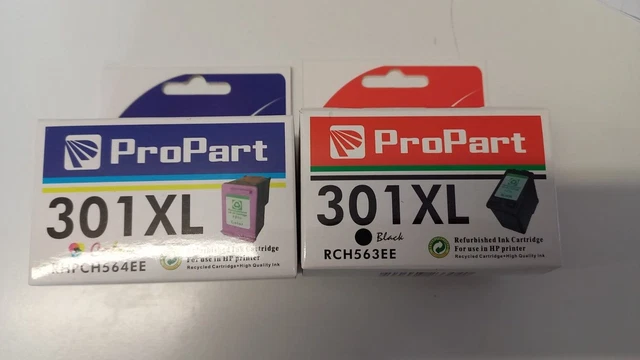 ProPart
301XL
Refurbished Ink Cartridge
For use in HP printer
Recycled Cartridge+High Quality Ink
RHPCH564EE
ProPart
301XL
Black
RCH563EE
Refurbished Ink Cartridge
For use in HP printer
Recycled Cartridge+High Quality Ink